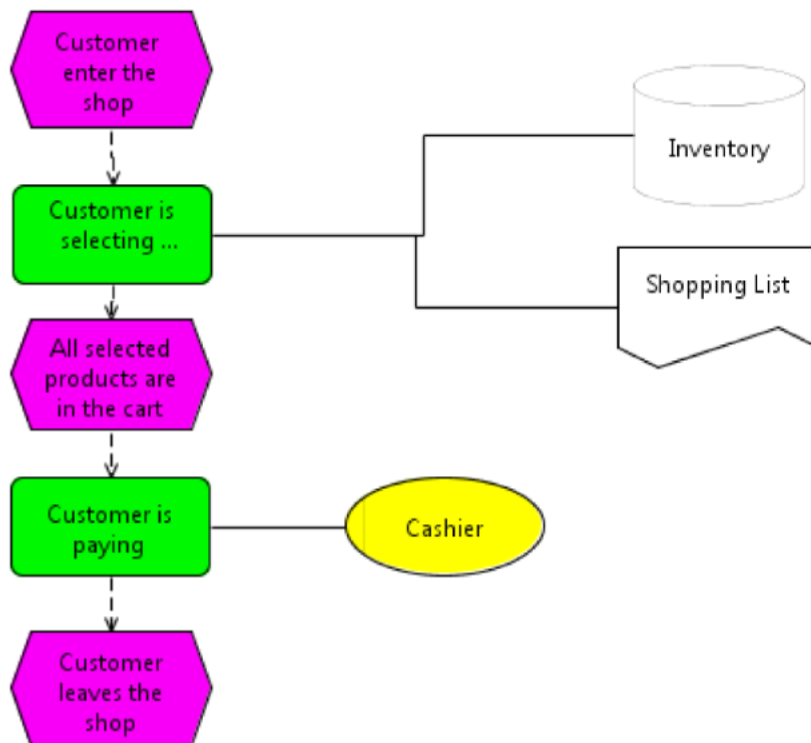 Customer
enter the
shop
Customer is
selecting ...
Inventory
Shopping List
All selected
products are
in the cart
Customer is
paying
Cashier
Customer
leaves the
shop